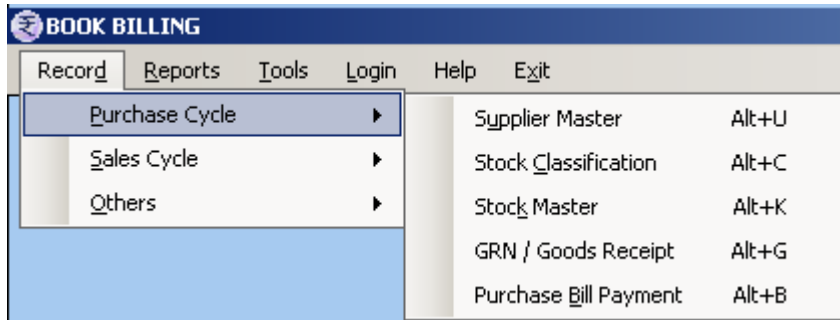 BOOK BILLING
Record Reports Tools Login Help Exit
Purchase Cycle
Sales Cycle
Others
Supplier Master Alt+U
Stock Classification Alt+C
Stock Master Alt+K
GRN / Goods Receipt Alt+G
Purchase Bill Payment Alt+B